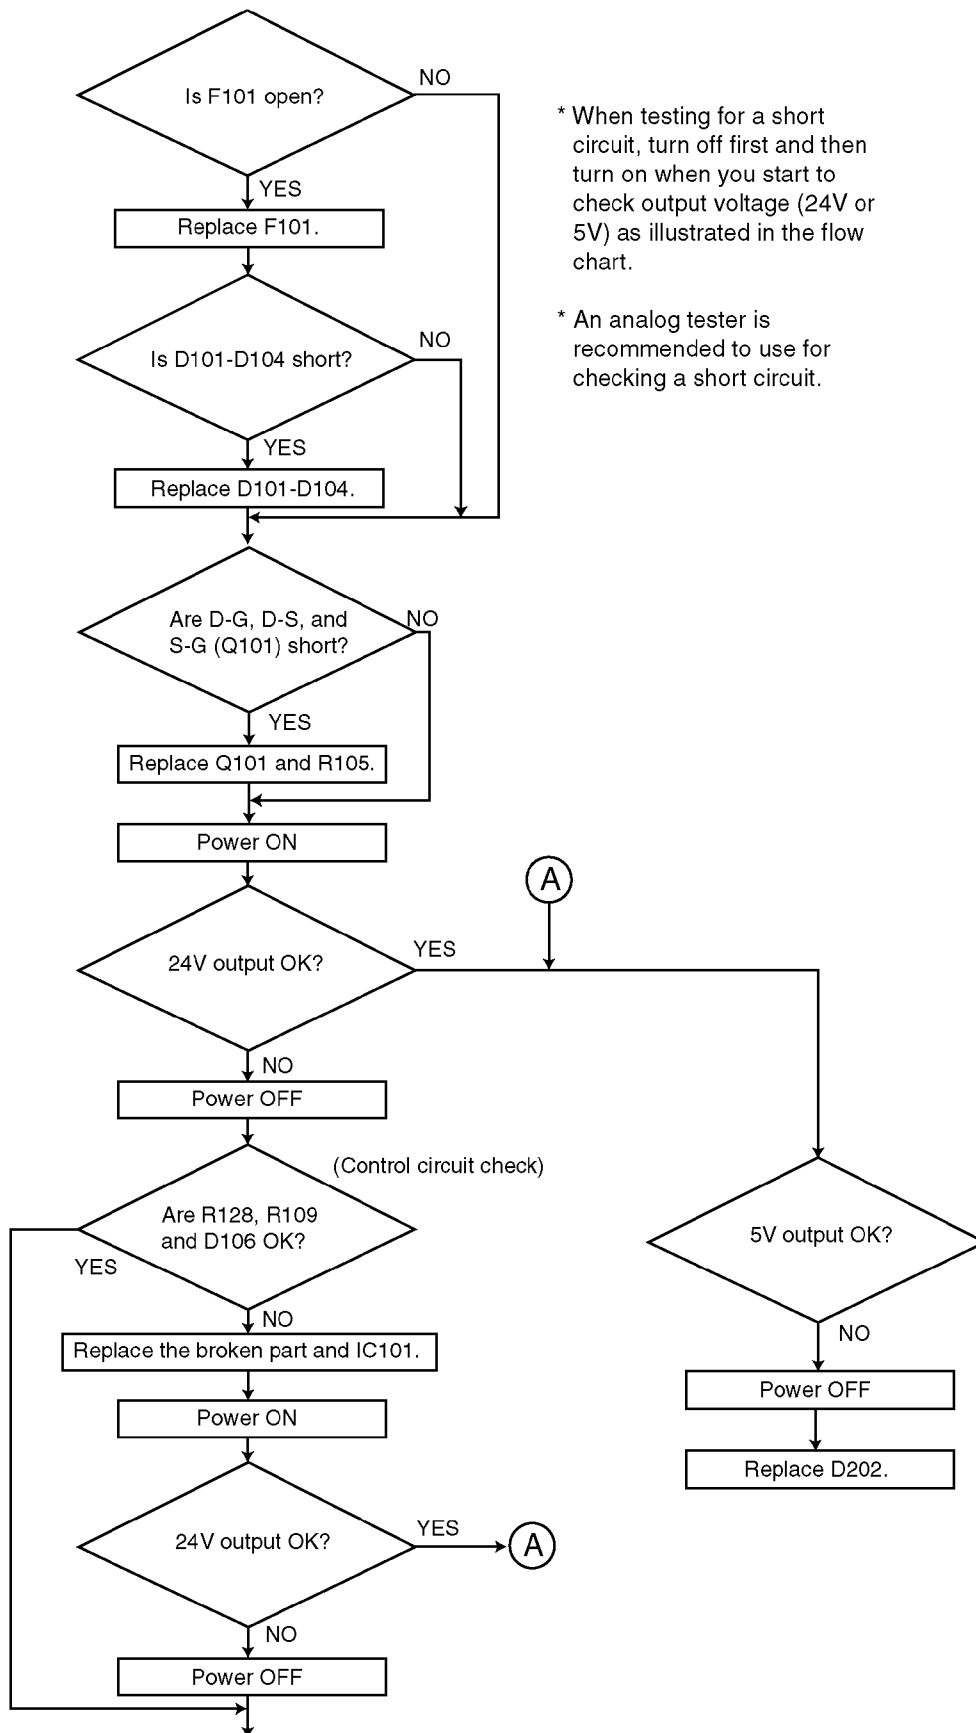 Is F101 open?
NO
YES
Replace F101.
Is D101-D104 short?
NO
YES
Replace D101-D104.
* When testing for a short
circuit, turn off first and then
turn on when you start to
check output voltage (24V or
5V) as illustrated in the flow
chart.
* An analog tester is
recommended to use for
checking a short circuit.
Are D-G, D-S, and
S-G (Q101) short?
NO
YES
Replace Q101 and R105.
Power ON
24V output OK?
YES
A
NO
Power OFF
(Control circuit check)
Are R128, R109
and D106 OK?
YES
NO
Replace the broken part and IC101.
Power ON
24V output OK?
YES
A
NO
Power OFF
5V output OK?
NO
Power OFF
Replace D202.